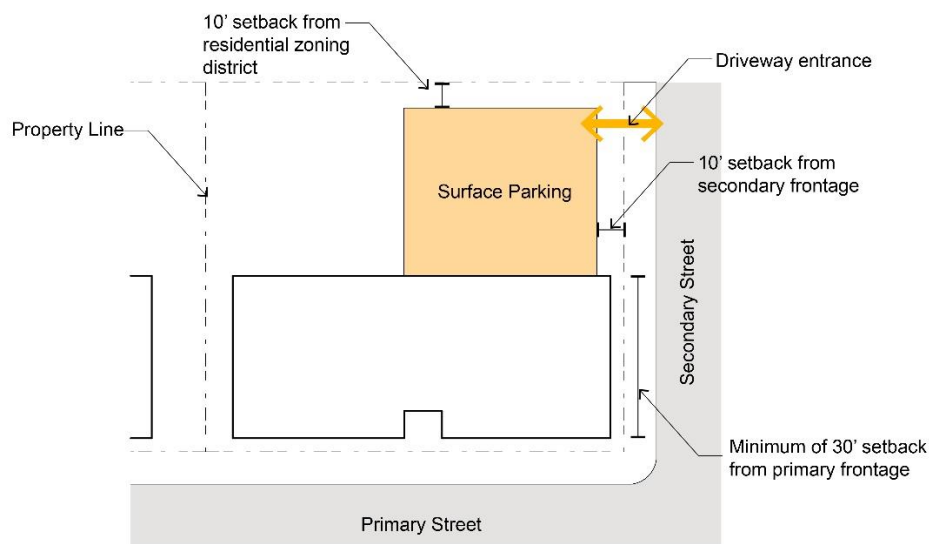 10’ setback from
residential zoning
district
Driveway entrance
Property Line
10’ setback from
secondary frontage
Surface Parking
Secondary Street
Minimum of 30’ setback
from primary frontage
Primary Street